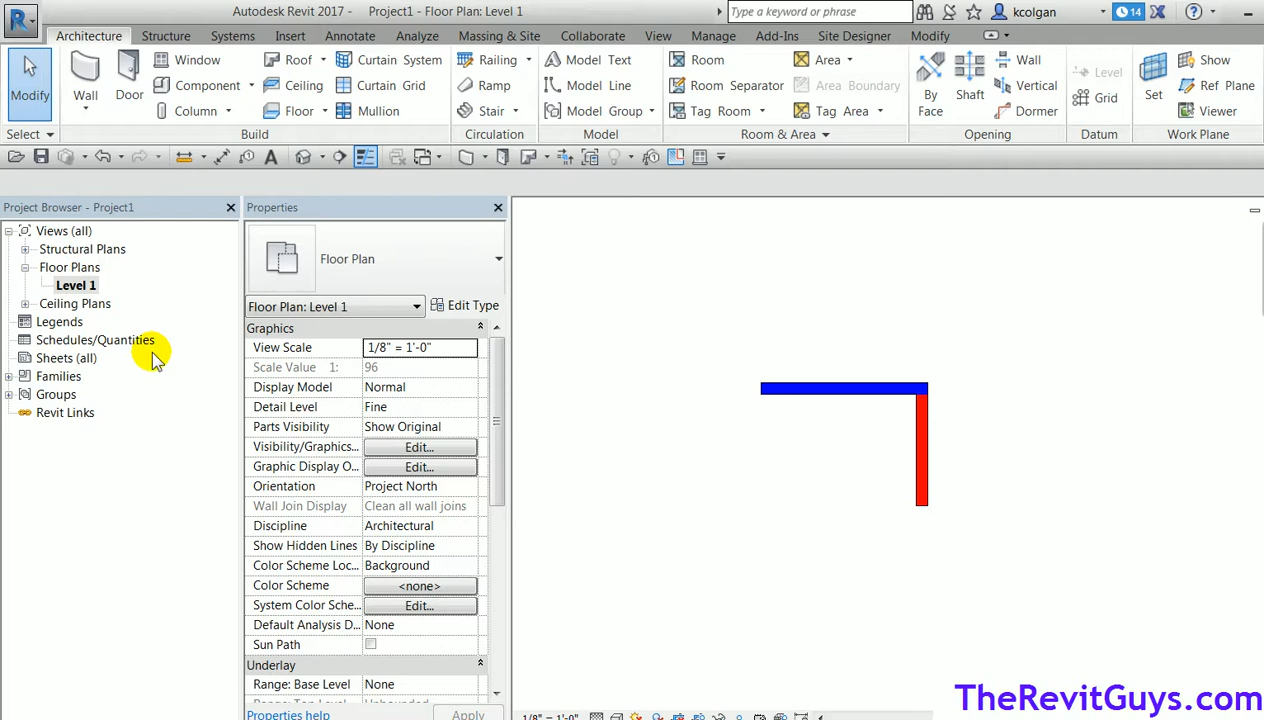 Autodesk Revit 2017 - Project1 - Floor Plan: Level 1
Type a keyword or phrase
kcolgan
14
Architecture Structure Systems Insert Annotate Analyze Massing & Site Collaborate View Manage Add-Ins Site Designer Modify
Modify
Wall
Door
Window
Component
Column
Roof
Ceiling
Floor
Curtain System
Curtain Grid
Mullion
Railing
Ramp
Stair
Model Text
Model Line
Model Group
Room
Room Separator
Tag Room
Area
Area Boundary
Tag Area
By Face
Shaft
Wall
Vertical
Dormer
Level
Grid
Set
Show
Ref Plane
Viewer
Select Build Circulation Model Room & Area Opening Datum Work Plane
Project Browser - Project1
Views (all)
Structural Plans
Floor Plans
Level 1
Ceiling Plans
Legends
Schedules/Quantities
Sheets (all)
Families
Groups
Revit Links
Properties
Floor Plan
Floor Plan: Level 1 Edit Type
Graphics
View Scale 1/8" = 1'-0"
Scale Value 1: 96
Display Model Normal
Detail Level Fine
Parts Visibility Show Original
Visibility/Graphics... Edit...
Graphic Display O... Edit...
Orientation Project North
Wall Join Display Clean all wall joins
Discipline Architectural
Show Hidden Lines By Discipline
Color Scheme Loc... Background
Color Scheme <none>
System Color Sche... Edit...
Default Analysis D... None
Sun Path
Underlay
Range: Base Level None
Properties help Apply
1/8" = 1'-0"
TheRevitGuys.com